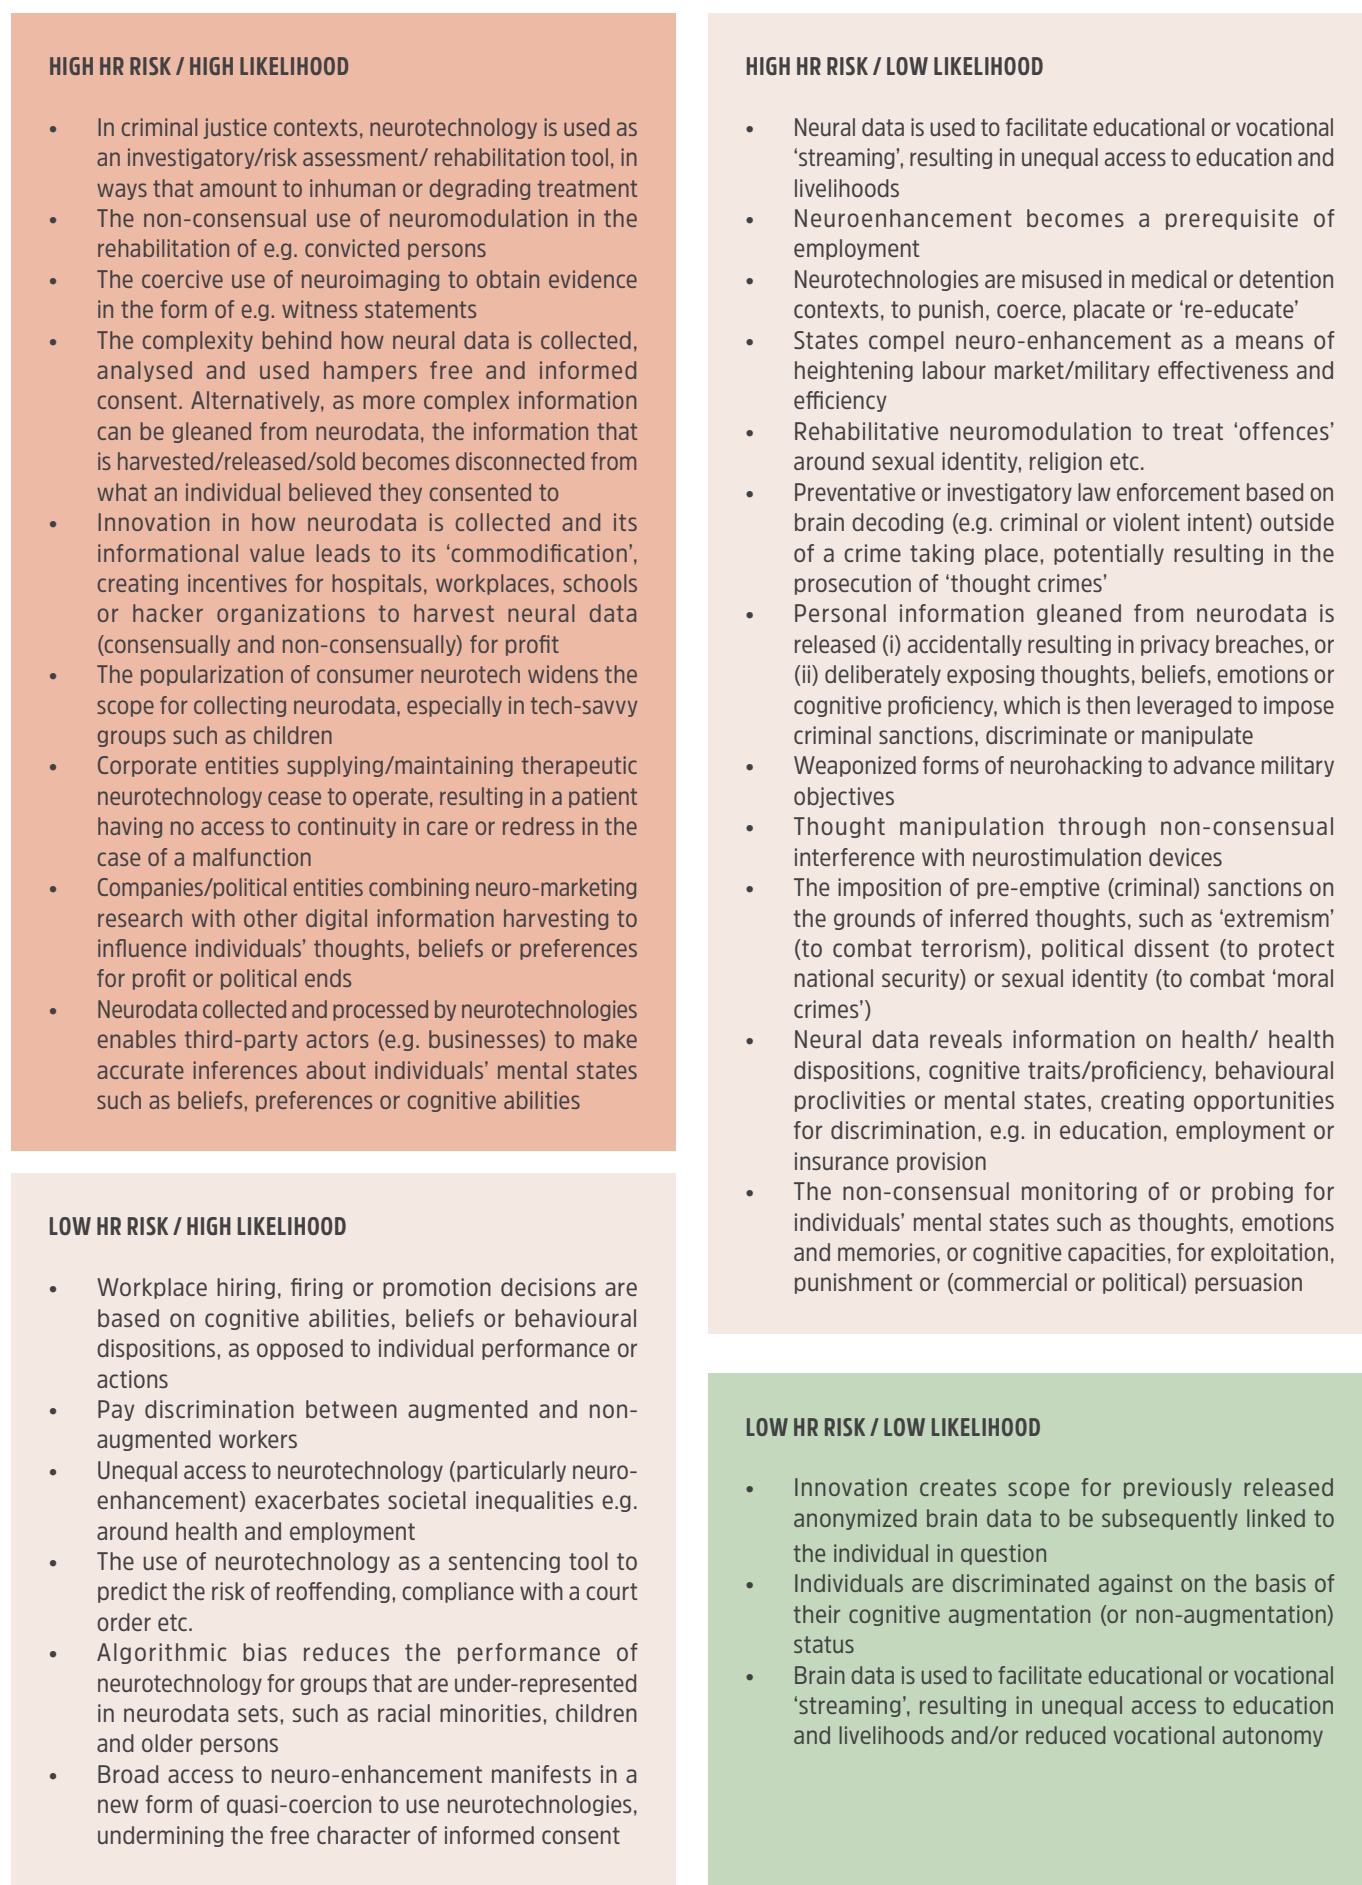 HIGH HR RISK / HIGH LIKELIHOOD
• In criminal justice contexts, neurotechnology is used as
an investigatory/risk assessment/ rehabilitation tool, in
ways that amount to inhuman or degrading treatment
• The non-consensual use of neuromodulation in the
rehabilitation of e.g. convicted persons
• The coercive use of neuroimaging to obtain evidence
in the form of e.g. witness statements
• The complexity behind how neural data is collected,
analysed and used hampers free and informed
consent. Alternatively, as more complex information
can be gleaned from neurodata, the information that
is harvested/released/sold becomes disconnected from
what an individual believed they consented to
• Innovation in how neurodata is collected and its
informational value leads to its ‘commodification’,
creating incentives for hospitals, workplaces, schools
or hacker organizations to harvest neural data
(consensually and non-consensually) for profit
• The popularization of consumer neurotech widens the
scope for collecting neurodata, especially in tech-savvy
groups such as children
• Corporate entities supplying/maintaining therapeutic
neurotechnology cease to operate, resulting in a patient
having no access to continuity in care or redress in the
case of a malfunction
• Companies/political entities combining neuro-marketing
research with other digital information harvesting to
influence individuals’ thoughts, beliefs or preferences
for profit or political ends
• Neurodata collected and processed by neurotechnologies
enables third-party actors (e.g. businesses) to make
accurate inferences about individuals’ mental states
such as beliefs, preferences or cognitive abilities
HIGH HR RISK / LOW LIKELIHOOD
• Neural data is used to facilitate educational or vocational
‘streaming’, resulting in unequal access to education and
livelihoods
• Neuroenhancement becomes a prerequisite of
employment
• Neurotechnologies are misused in medical or detention
contexts, to punish, coerce, placate or ‘re-educate’
• States compel neuro-enhancement as a means of
heightening labour market/military effectiveness and
efficiency
• Rehabilitative neuromodulation to treat ‘offences’
around sexual identity, religion etc.
• Preventative or investigatory law enforcement based on
brain decoding (e.g. criminal or violent intent) outside
of a crime taking place, potentially resulting in the
prosecution of ‘thought crimes’
• Personal information gleaned from neurodata is
released (i) accidentally resulting in privacy breaches, or
(ii) deliberately exposing thoughts, beliefs, emotions or
cognitive proficiency, which is then leveraged to impose
criminal sanctions, discriminate or manipulate
• Weaponized forms of neurohacking to advance military
objectives
• Thought manipulation through non-consensual
interference with neurostimulation devices
• The imposition of pre-emptive (criminal) sanctions on
the grounds of inferred thoughts, such as ‘extremism’
(to combat terrorism), political dissent (to protect
national security) or sexual identity (to combat ‘moral
crimes’)
• Neural data reveals information on health/ health
dispositions, cognitive traits/proficiency, behavioural
proclivities or mental states, creating opportunities
for discrimination, e.g. in education, employment or
insurance provision
• The non-consensual monitoring of or probing for
individuals’ mental states such as thoughts, emotions
and memories, or cognitive capacities, for exploitation,
punishment or (commercial or political) persuasion
LOW HR RISK / HIGH LIKELIHOOD
• Workplace hiring, firing or promotion decisions are
based on cognitive abilities, beliefs or behavioural
dispositions, as opposed to individual performance or
actions
• Pay discrimination between augmented and non-
augmented workers
• Unequal access to neurotechnology (particularly neuro-
enhancement) exacerbates societal inequalities e.g.
around health and employment
• The use of neurotechnology as a sentencing tool to
predict the risk of reoffending, compliance with a court
order etc.
• Algorithmic bias reduces the performance of
neurotechnology for groups that are under-represented
in neurodata sets, such as racial minorities, children
and older persons
• Broad access to neuro-enhancement manifests in a
new form of quasi-coercion to use neurotechnologies,
undermining the free character of informed consent
LOW HR RISK / LOW LIKELIHOOD
• Innovation creates scope for previously released
anonymized brain data to be subsequently linked to
the individual in question
• Individuals are discriminated against on the basis of
their cognitive augmentation (or non-augmentation)
status
• Brain data is used to facilitate educational or vocational
‘streaming’, resulting in unequal access to education
and livelihoods and/or reduced vocational autonomy